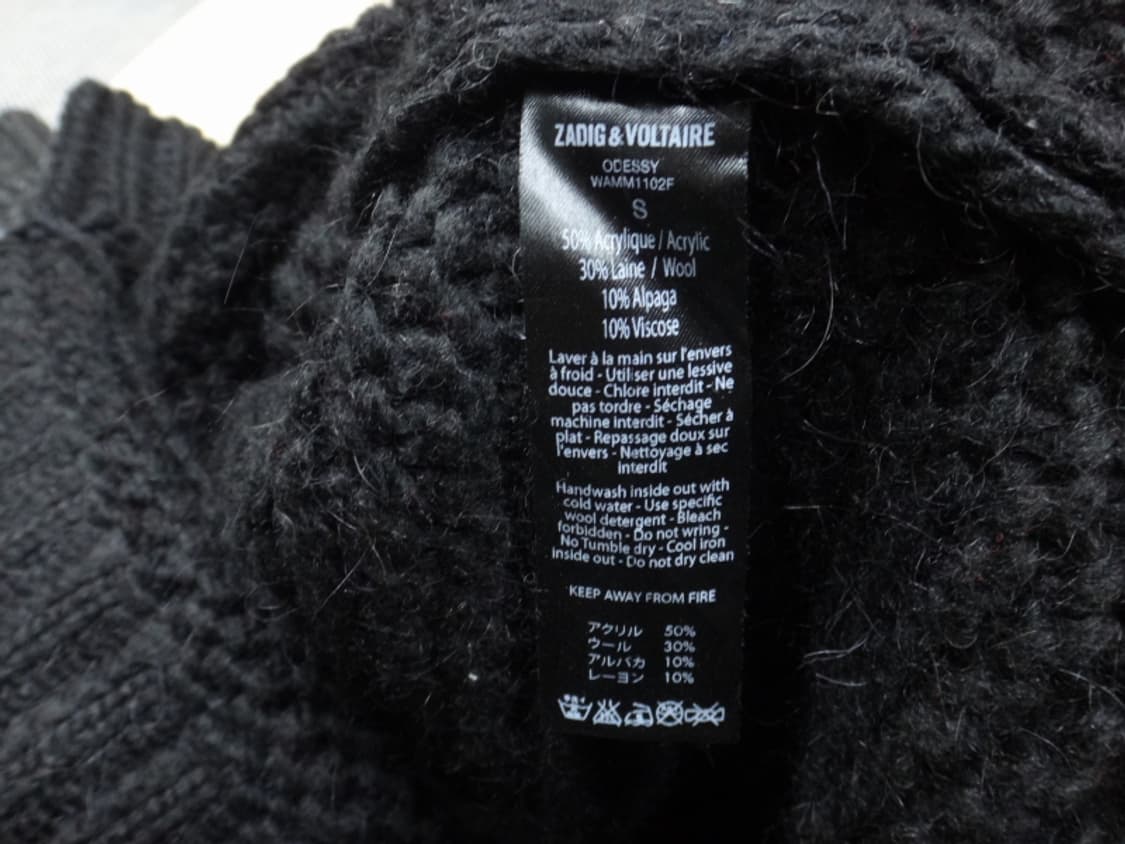 ZADIG & VOLTAIRE
ODESSY
WAMM1102F
S
50% Acrylique / Acrylic
30% Laine / Wool
10% Alpaga
10% Viscose
Laver à la main sur l'envers
à froid - Utiliser une lessive
douce - Chlore interdit - Ne
pas tordre - Séchage
machine Interdit - Sécher à
plat - Repassage doux sur
l'envers - Nettoyage à sec
Interdit
Handwash inside out with
cold water - Use specific
wool detergent - Bleach
forbidden - Do not wring -
No Tumble dry - Cool iron
inside out - Do not dry clean
KEEP AWAY FROM FIRE
アクリル 50%
ウール 30%
アルパカ 10%
レーヨン 10%